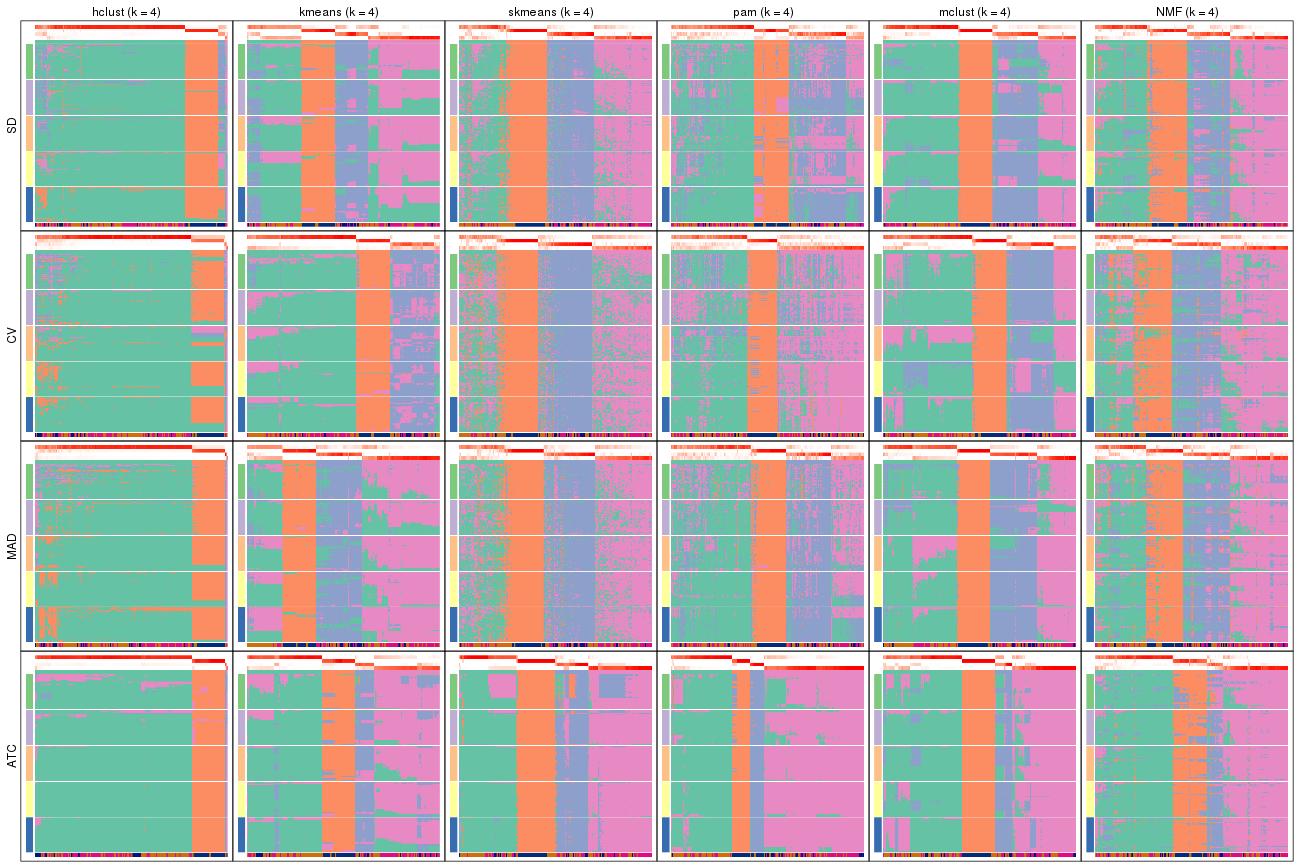 hclust (k = 4) kmeans (k = 4) skmeans (k = 4) pam (k = 4) mclust (k = 4) NMF (k = 4)
SD
CV
MAD
ATC